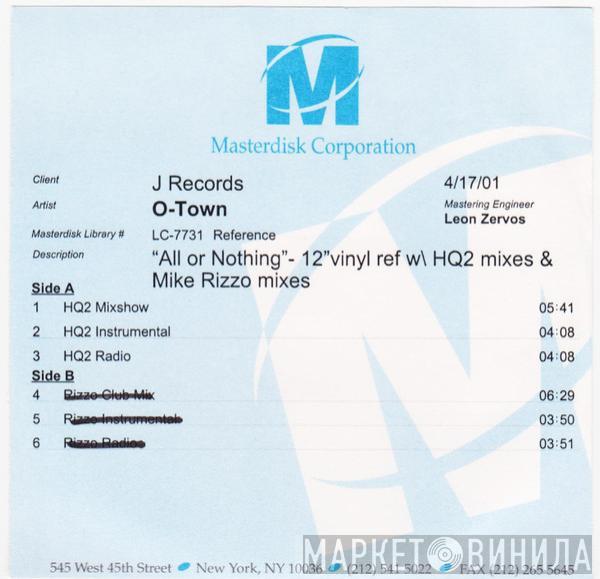 M
Masterdisk Corporation
Client J Records 4/17/01
Artist O-Town Mastering Engineer
Leon Zervos
Masterdisk Library # LC-7731 Reference
Description "All or Nothing"- 12"vinyl ref w\ HQ2 mixes &
Mike Rizzo mixes
Side A
1 HQ2 Mixshow 05:41
2 HQ2 Instrumental 04:08
3 HQ2 Radio 04:08
Side B
4 Rizzo Club Mix 06:29
5 Rizzo Instrumental 03:50
6 Rizzo Radio 03:51
545 West 45th Street New York, NY 10036 (212) 541 5022 FAX (212) 265 5645
МАРКЕТ ВИНИЛА